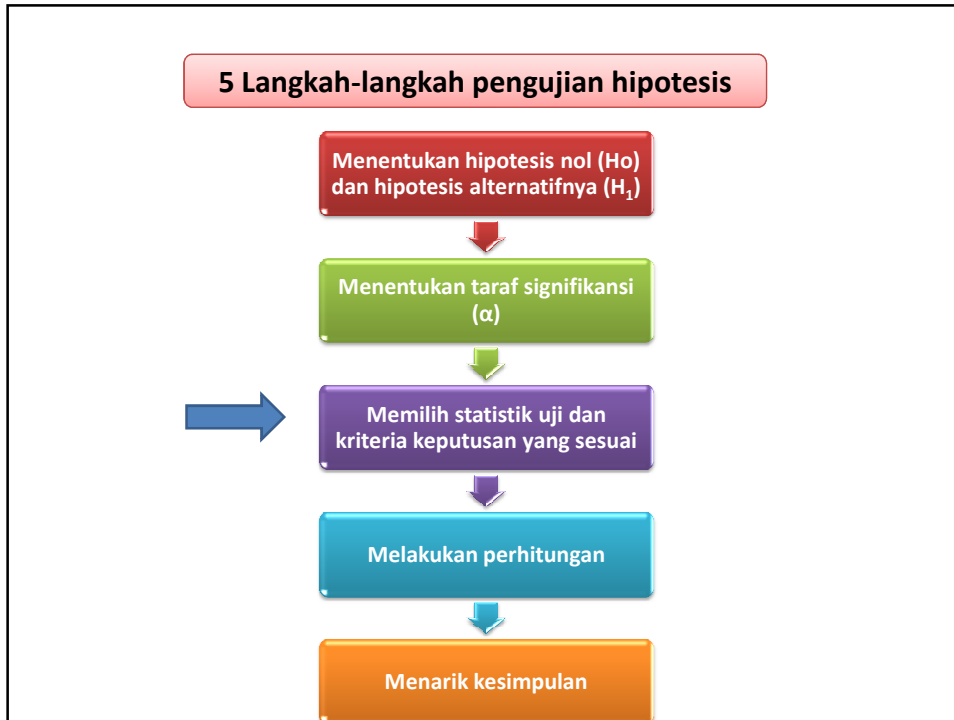 5 Langkah-langkah pengujian hipotesis
Menentukan hipotesis nol (Ho)
dan hipotesis alternatifnya (H₁)
Menentukan taraf signifikansi
(α)
Memilih statistik uji dan
kriteria keputusan yang sesuai
Melakukan perhitungan
Menarik kesimpulan